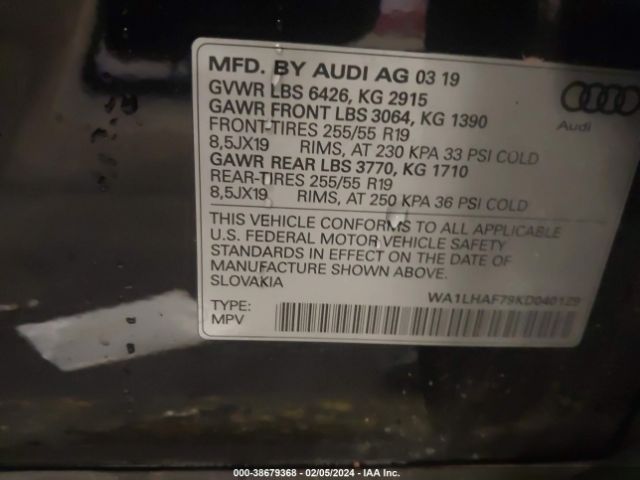 MFD. BY AUDI AG 03 19
GVWR LBS 6426, KG 2915
GAWR FRONT LBS 3064, KG 1390
FRONT-TIRES 255/55 R19
8,5JX19 RIMS, AT 230 KPA 33 PSI COLD
GAWR REAR LBS 3770, KG 1710
REAR-TIRES 255/55 R19
8,5JX19 RIMS, AT 250 KPA 36 PSI COLD
Audi
THIS VEHICLE CONFORMS TO ALL APPLICABLE
U.S. FEDERAL MOTOR VEHICLE SAFETY
STANDARDS IN EFFECT ON THE DATE OF
MANUFACTURE SHOWN ABOVE.
SLOVAKIA
WA1LHAF79KD040129
TYPE:
MPV
000-38679368 - 02/05/2024 - IAA Inc.